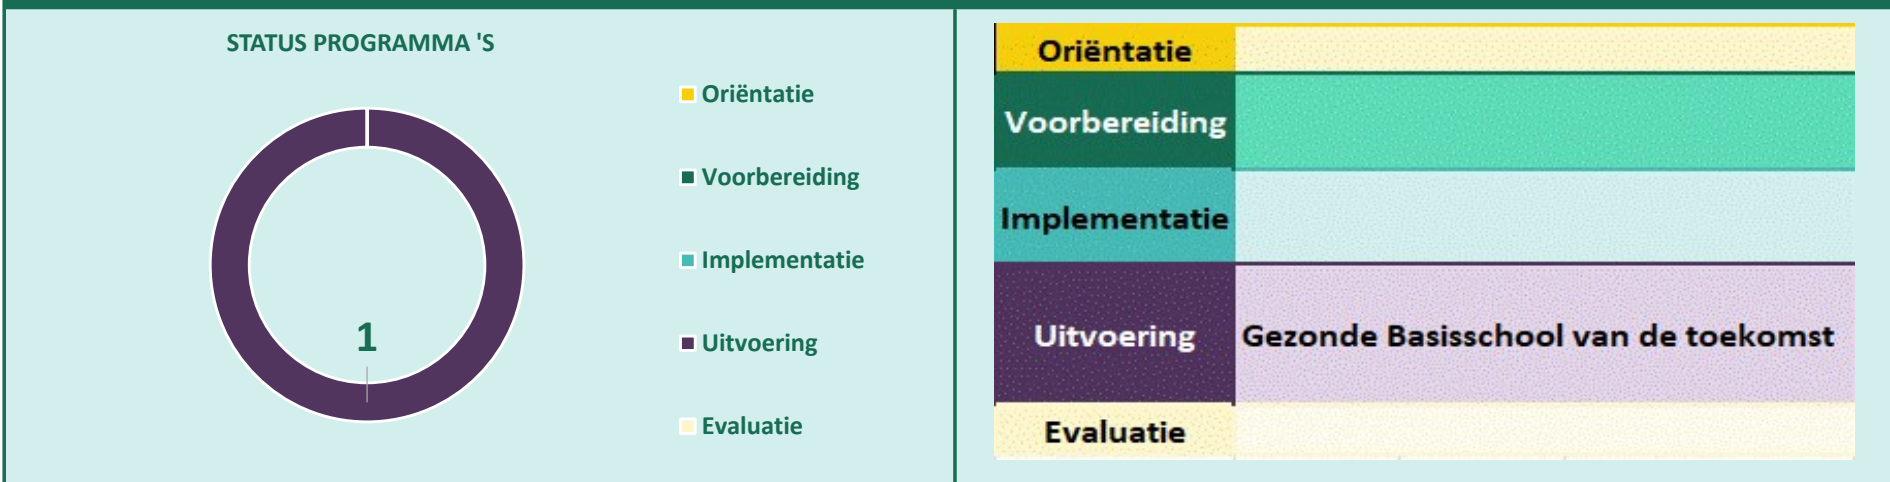 STATUS PROGRAMMA 'S
Oriëntatie
Voorbereiding
Implementatie
Uitvoering
Evaluatie
1
Oriëntatie
Voorbereiding
Implementatie
Uitvoering Gezonde Basisschool van de toekomst
Evaluatie